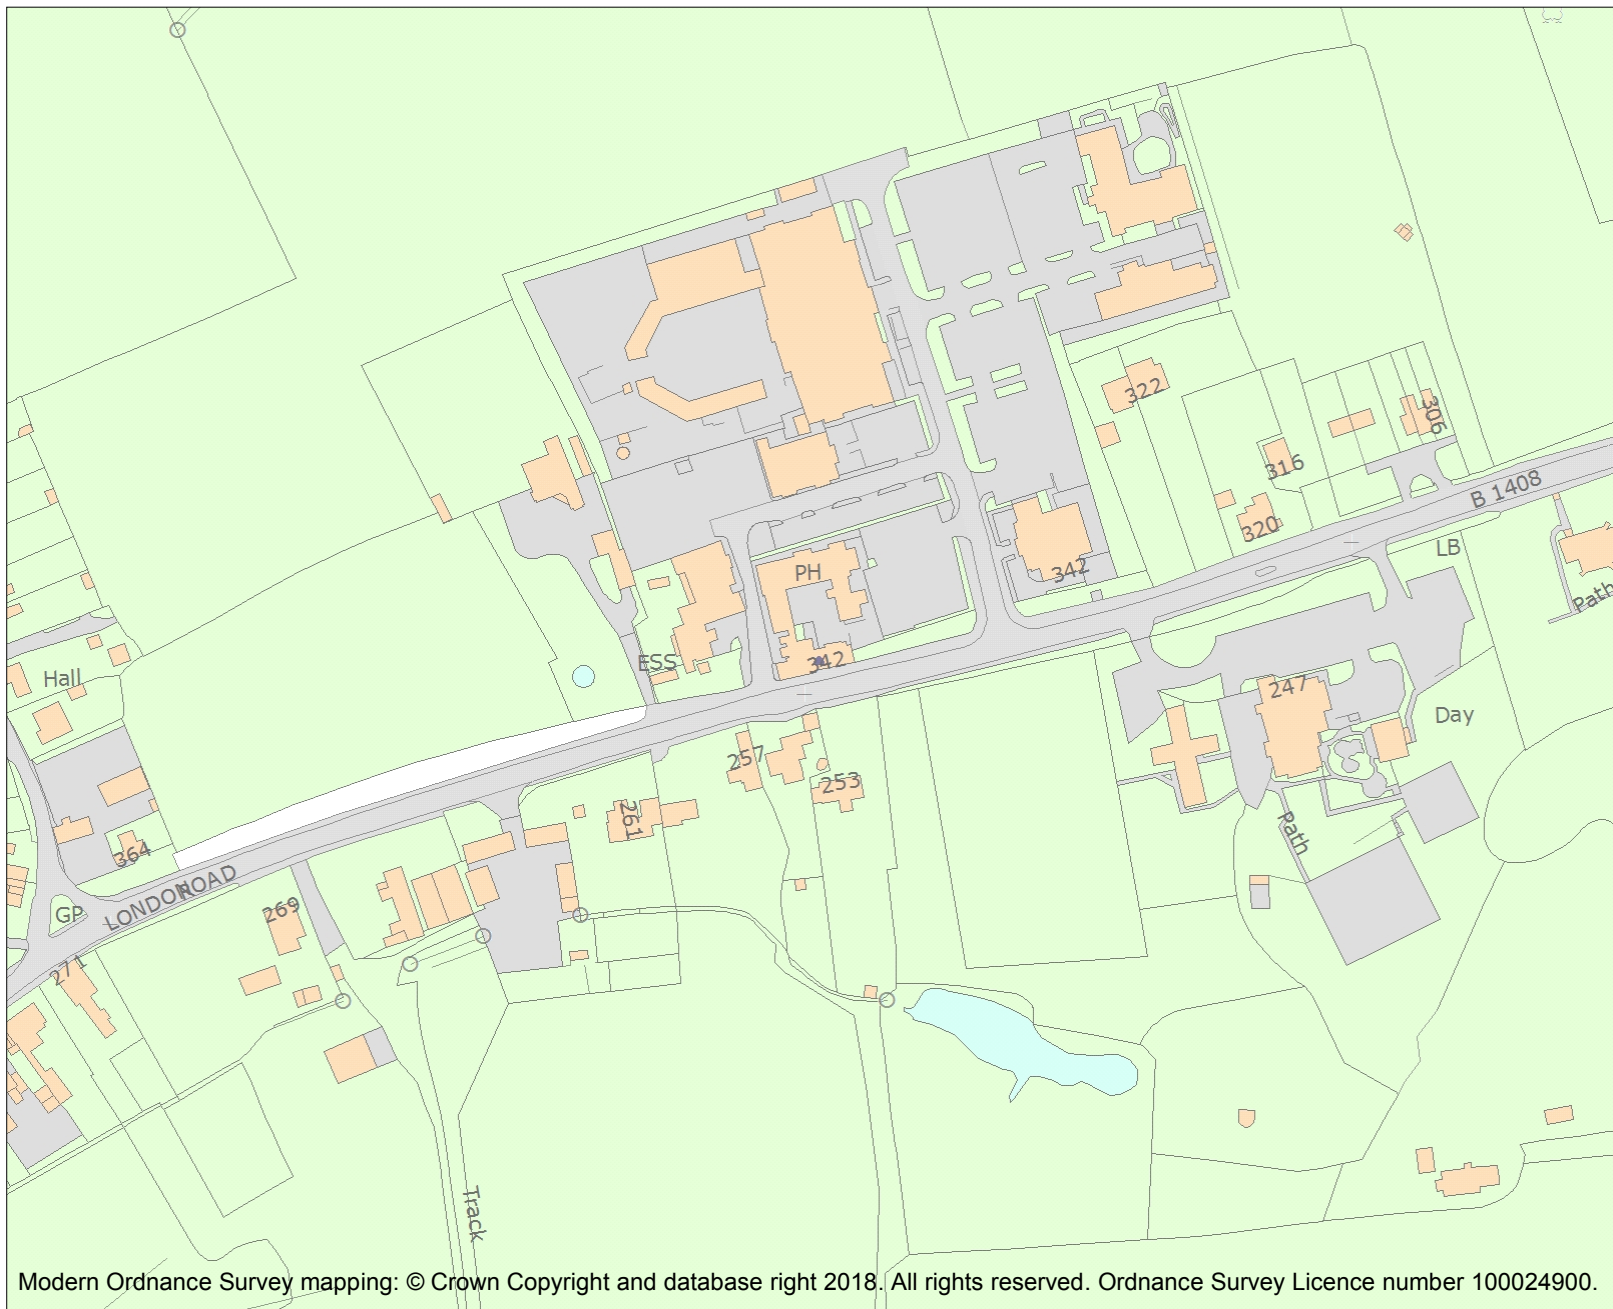 322
306
316
B 1408
320
LB
342
PH
Path
ESS
342
Hall
247
Day
257
253
261
Path
364
LONDON ROAD
269
GP
271
Track
Modern Ordnance Survey mapping: © Crown Copyright and database right 2018. All rights reserved. Ordnance Survey Licence number 100024900.